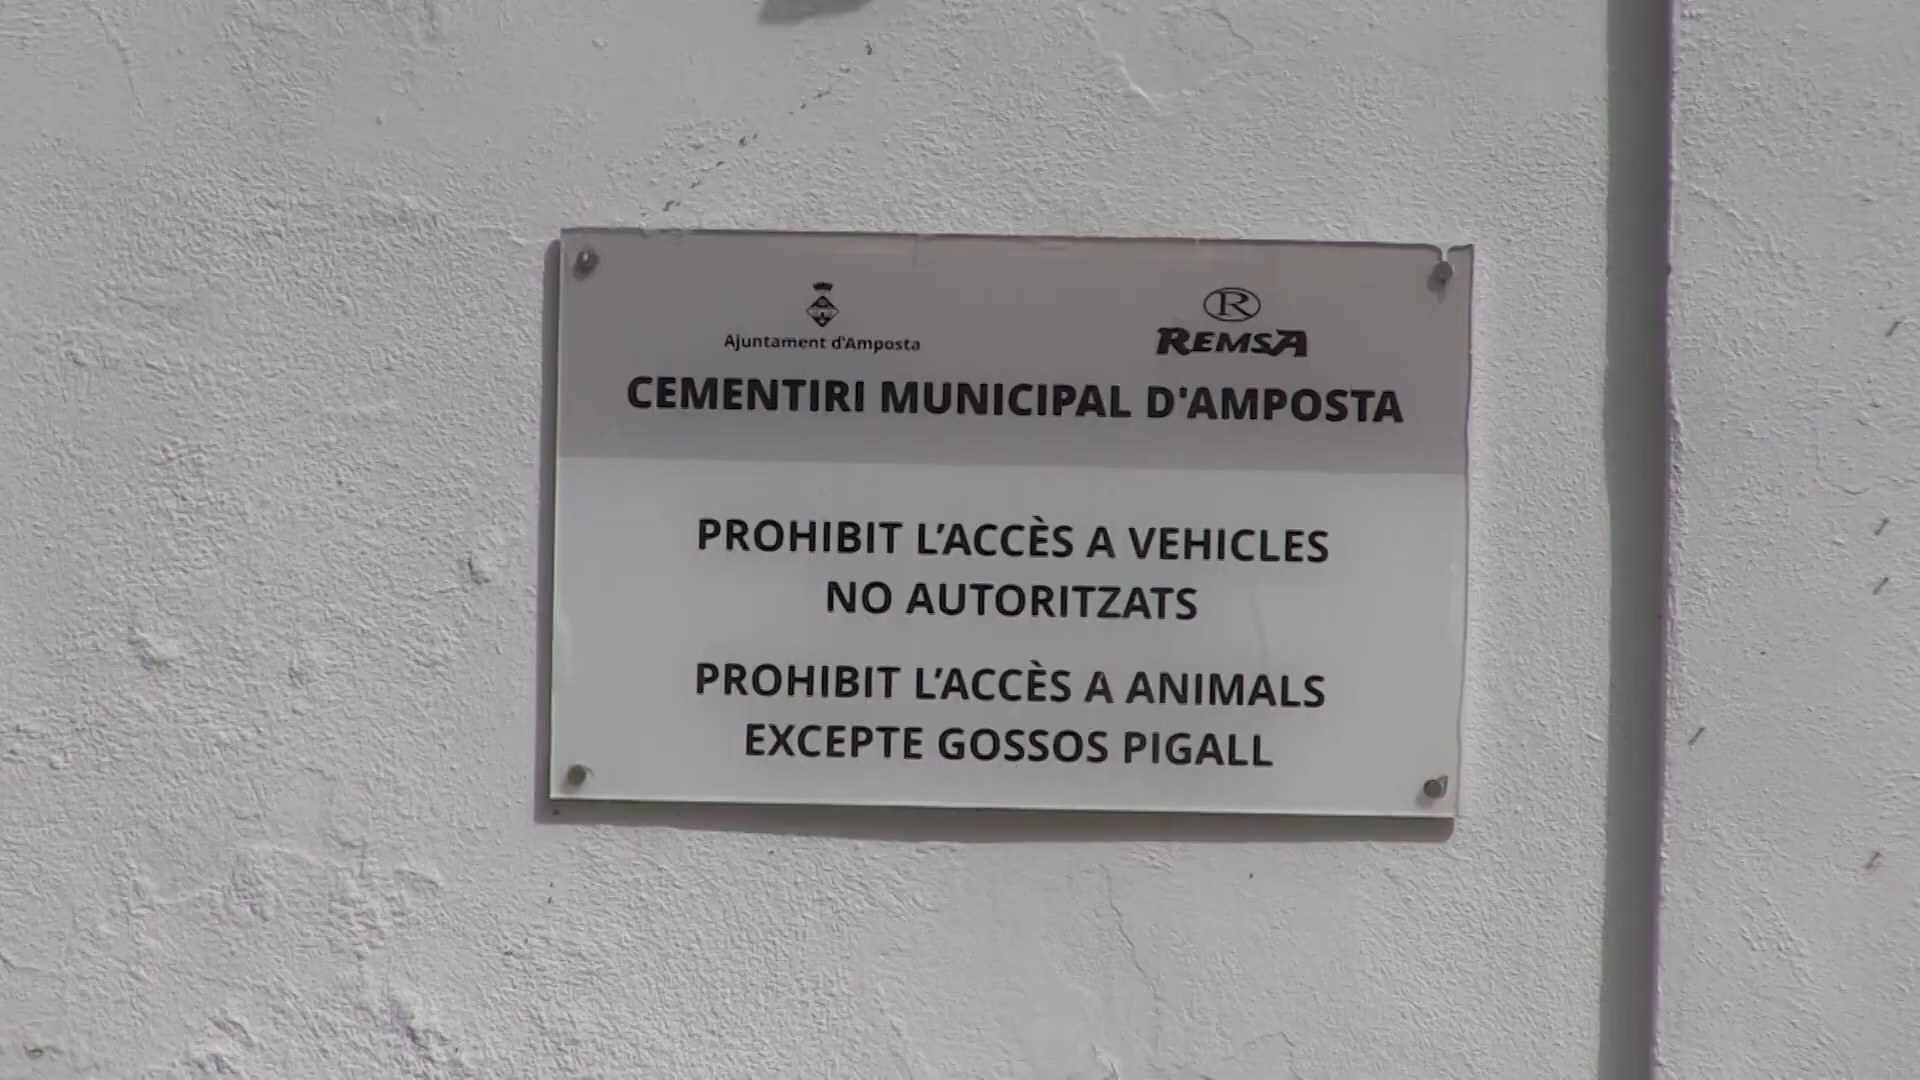 Ajuntament d'Amposta
R
REMSA
CEMENTIRI MUNICIPAL D'AMPOSTA
PROHIBIT L’ACCÈS A VEHICLES
NO AUTORITZATS
PROHIBIT L’ACCÈS A ANIMALS
EXCEPTE GOSSOS PIGALL